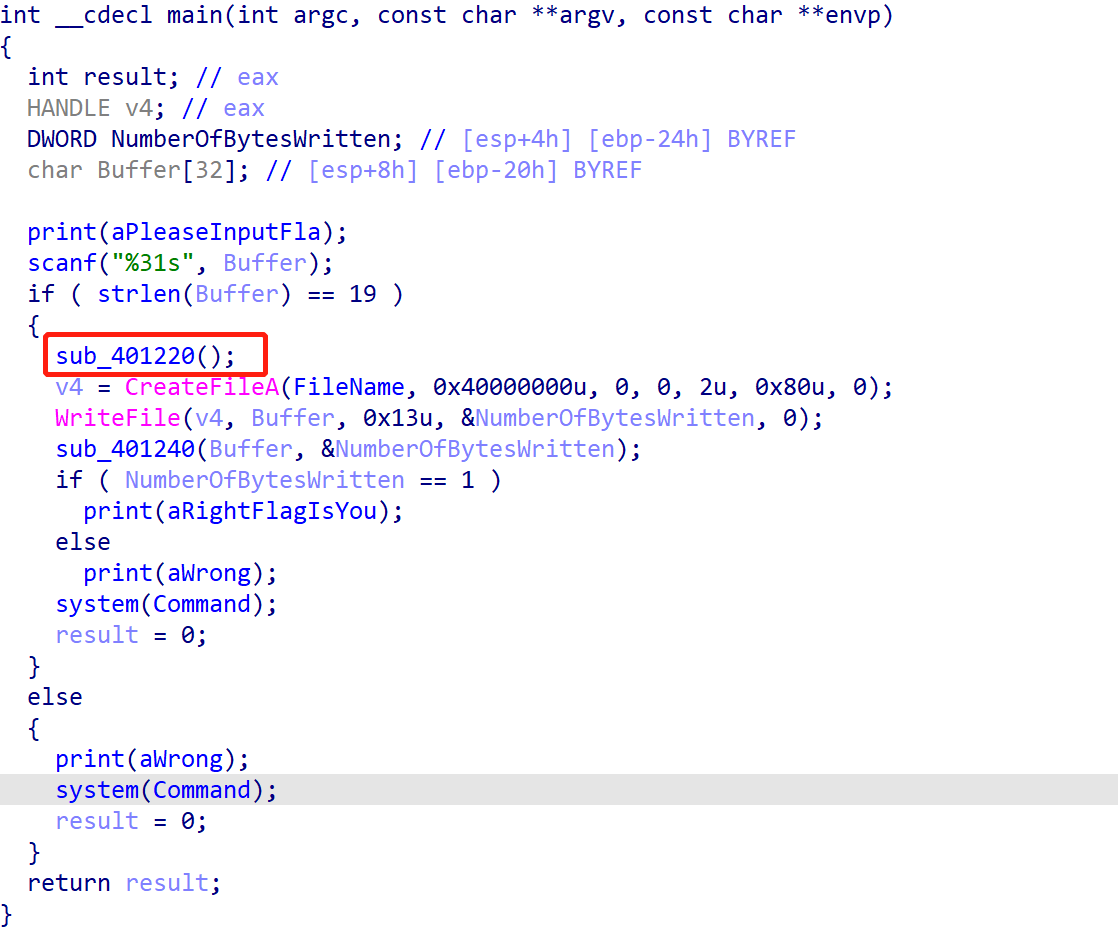 int __cdecl main(int argc, const char **argv, const char **envp)
{
  int result; // eax
  HANDLE v4; // eax
  DWORD NumberOfBytesWritten; // [esp+4h] [ebp-24h] BYREF
  char Buffer[32]; // [esp+8h] [ebp-20h] BYREF

  print(aPleaseInputFla);
  scanf("%31s", Buffer);
  if ( strlen(Buffer) == 19 )
  {
    sub_401220();
    v4 = CreateFileA(FileName, 0x40000000u, 0, 0, 2u, 0x80u, 0);
    WriteFile(v4, Buffer, 0x13u, &NumberOfBytesWritten, 0);
    sub_401240(Buffer, &NumberOfBytesWritten);
    if ( NumberOfBytesWritten == 1 )
      print(aRightFlagIsYou);
    else
      print(aWrong);
    system(Command);
    result = 0;
  }
  else
  {
    print(aWrong);
    system(Command);
    result = 0;
  }
  return result;
}